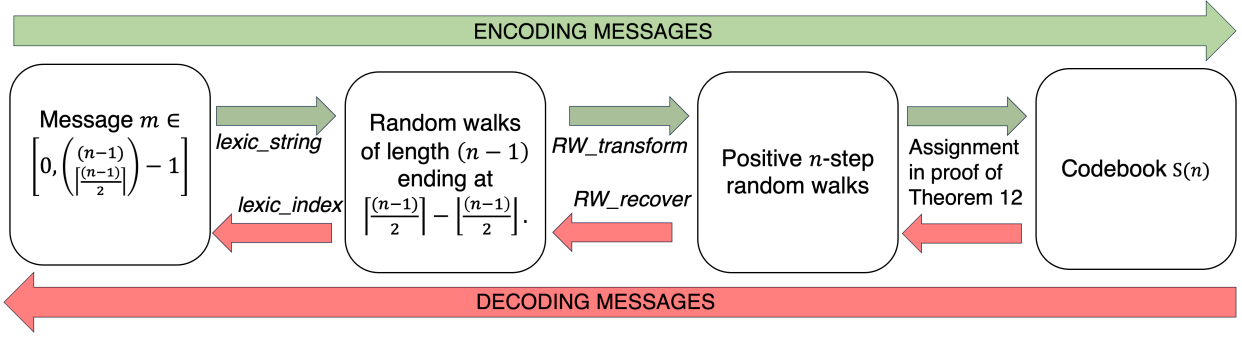 ENCODING MESSAGES
Message m ∈
[0, ((n−1) ⌈(n−1)/2⌉) − 1]
lexic_string
lexic_index
Random walks
of length (n − 1)
ending at
⌈(n−1)/2⌉ − ⌊(n−1)/2⌋.
RW_transform
RW_recover
Positive n-step
random walks
Assignment
in proof of
Theorem 12
Codebook S(n)
DECODING MESSAGES